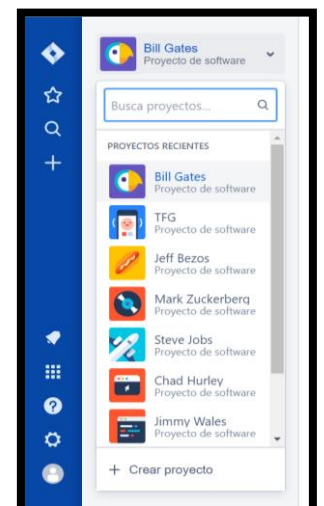 Bill Gates
Proyecto de software
Busca proyectos...
PROYECTOS RECIENTES
Bill Gates
Proyecto de software
TFG
Proyecto de software
Jeff Bezos
Proyecto de software
Mark Zuckerberg
Proyecto de software
Steve Jobs
Proyecto de software
Chad Hurley
Proyecto de software
Jimmy Wales
Proyecto de software
+ Crear proyecto